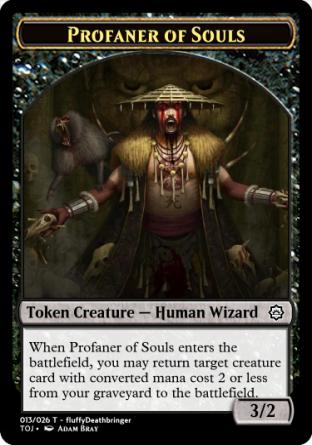 Profaner of Souls
Token Creature — Human Wizard
When Profaner of Souls enters the
battlefield, you may return target creature
card with converted mana cost 2 or less
from your graveyard to the battlefield.
3/2
013/026 T - fluffyDeathbringer
TOJ - Adam Bray